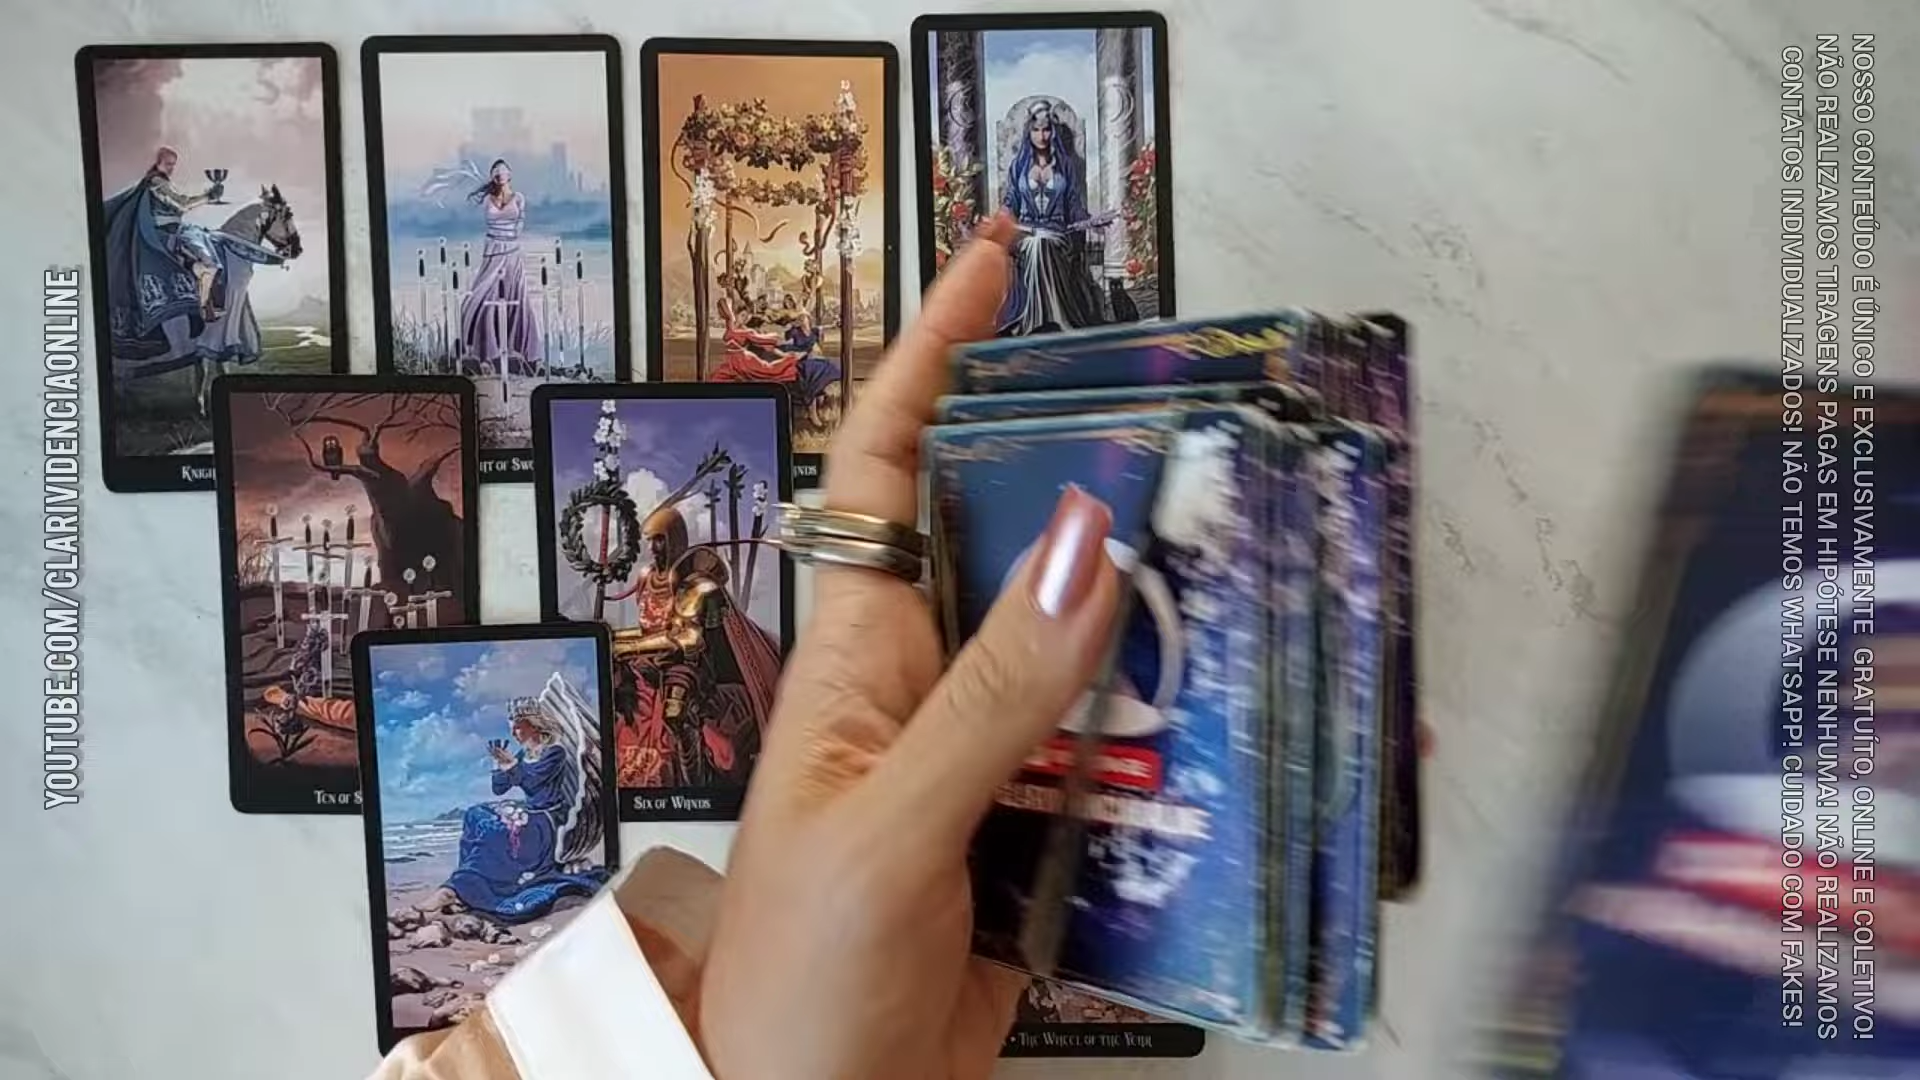 YOUTUBE.COM/CLARIVIDENCIAONLINE
NOSSO CONTEÚDO É ÚNICO E EXCLUSIVAMENTE GRATUÍTO, ONLINE E COLETIVO!
NÃO REALIZAMOS TIRAGENS PAGAS EM HIPÓTESE NENHUMA! NÃO REALIZAMOS
CONTATOS INDIVIDUALIZADOS! NÃO TEMOS WHATSAPP! CUIDADO COM FAKES!
SIX OF WANDS
• THE WHEEL OF THE YEAR